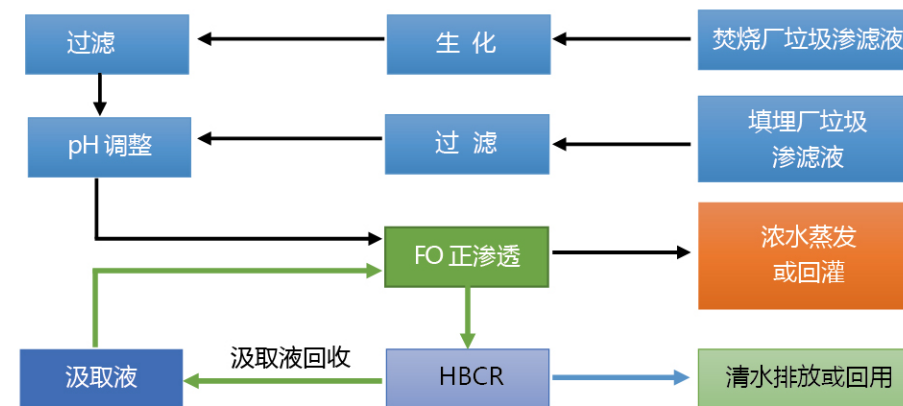 过滤
生 化
焚烧厂垃圾渗滤液
pH 调整
过 滤
填埋厂垃圾
渗滤液
FO 正渗透
浓水蒸发
或回灌
汲取液
汲取液回收
HBCR
清水排放或回用